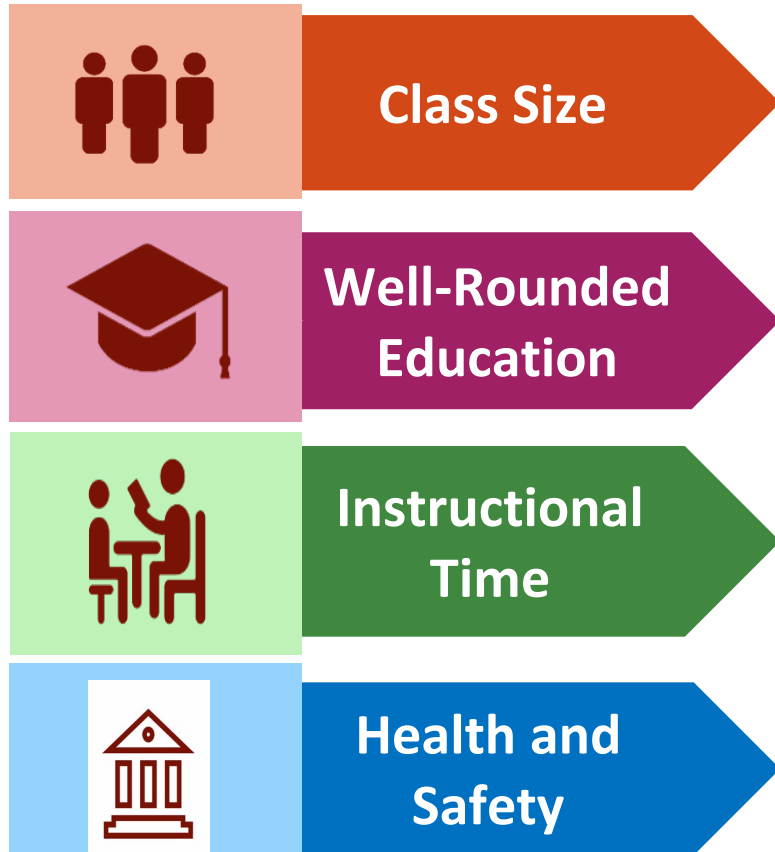 Class Size
Well-Rounded
Education
Instructional
Time
Health and
Safety